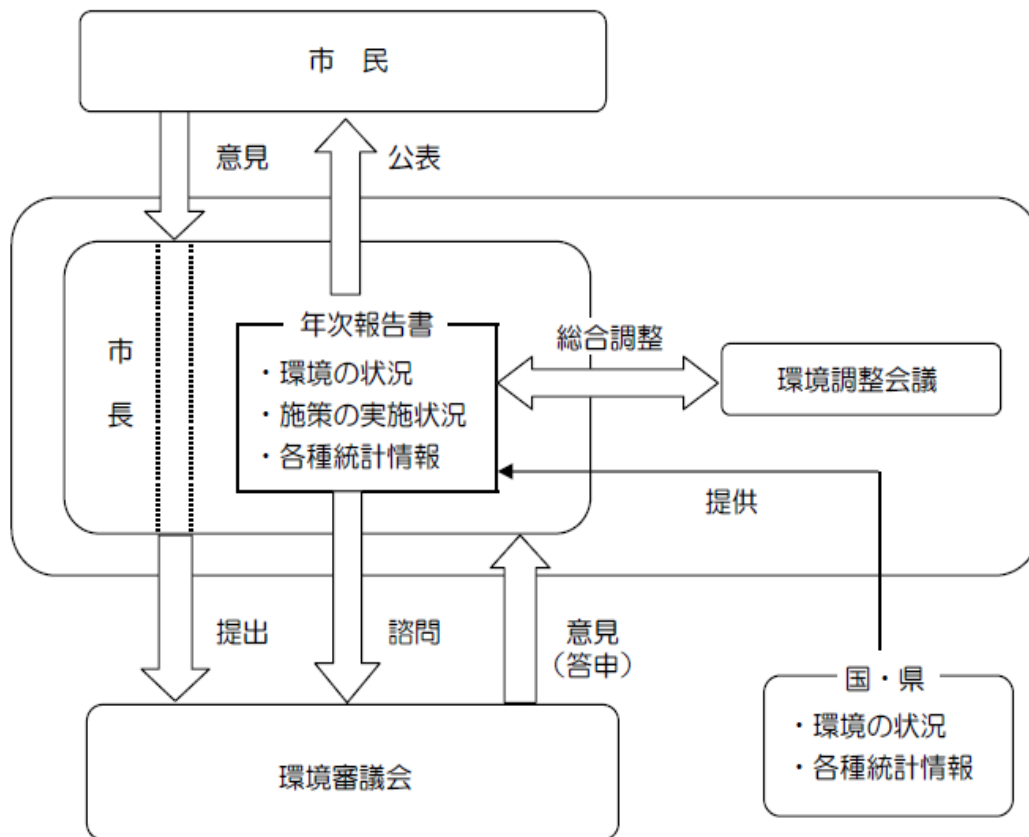 市　民
意見
公表
市
長
年次報告書
・環境の状況
・施策の実施状況
・各種統計情報
総合調整
環境調整会議
提供
提出
諮問
意見
（答申）
国・県
・環境の状況
・各種統計情報
環境審議会